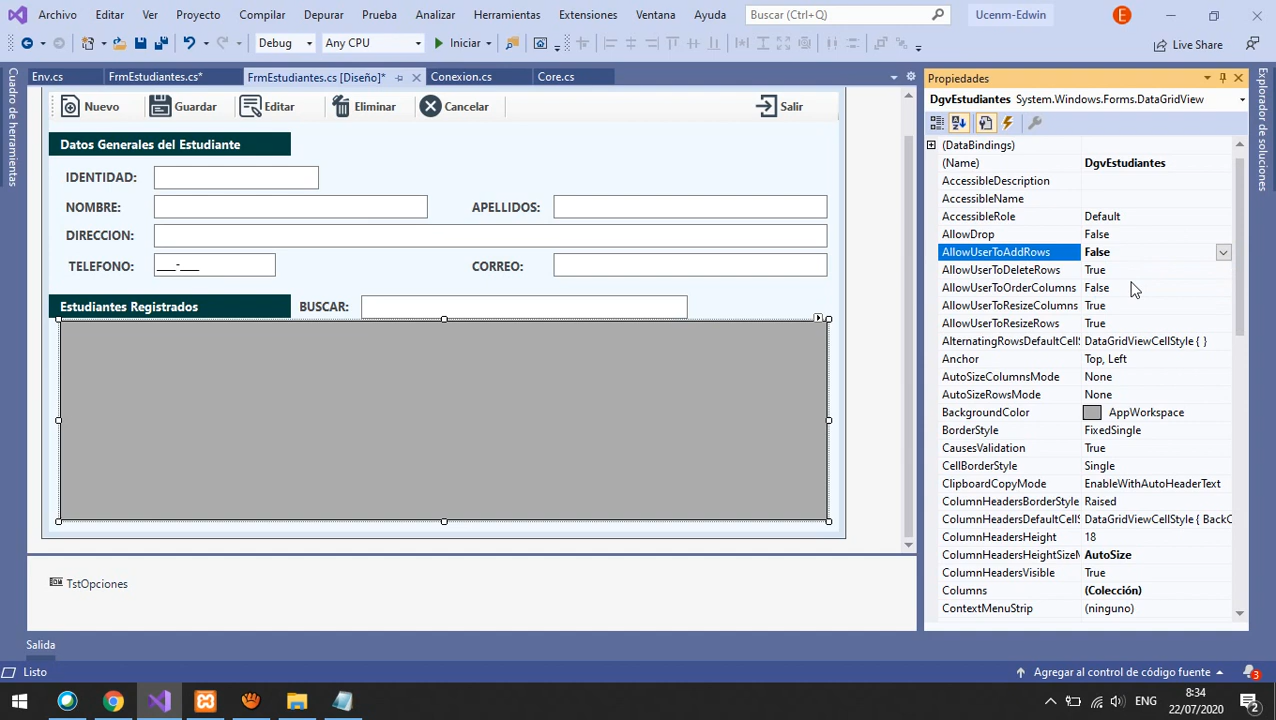 Archivo Editar Ver Proyecto Compilar Depurar Prueba Analizar Herramientas Extensiones Ventana Ayuda Buscar (Ctrl+Q) Ucenm-Edwin E
Debug Any CPU Iniciar Live Share
Env.cs FrmEstudiantes.cs* FrmEstudiantes.cs [Diseño]* Conexion.cs Core.cs
Cuadro de herramientas
Nuevo Guardar Editar Eliminar Cancelar Salir
Datos Generales del Estudiante
IDENTIDAD:
NOMBRE: APELLIDOS:
DIRECCION:
TELEFONO: ____-____ CORREO:
Estudiantes Registrados BUSCAR:
TstOpciones
Salida
Propiedades
DgvEstudiantes System.Windows.Forms.DataGridView
(DataBindings)
(Name) DgvEstudiantes
AccessibleDescription
AccessibleName
AccessibleRole Default
AllowDrop False
AllowUserToAddRows False
AllowUserToDeleteRows True
AllowUserToOrderColumns False
AllowUserToResizeColumns True
AllowUserToResizeRows True
AlternatingRowsDefaultCellS DataGridViewCellStyle { }
Anchor Top, Left
AutoSizeColumnsMode None
AutoSizeRowsMode None
BackgroundColor AppWorkspace
BorderStyle FixedSingle
CausesValidation True
CellBorderStyle Single
ClipboardCopyMode EnableWithAutoHeaderText
ColumnHeadersBorderStyle Raised
ColumnHeadersDefaultCellS DataGridViewCellStyle { BackC
ColumnHeadersHeight 18
ColumnHeadersHeightSizeM AutoSize
ColumnHeadersVisible True
Columns (Colección)
ContextMenuStrip (ninguno)
Explorador de soluciones
Listo Agregar al control de código fuente 3
ENG 8:34
22/07/2020 2